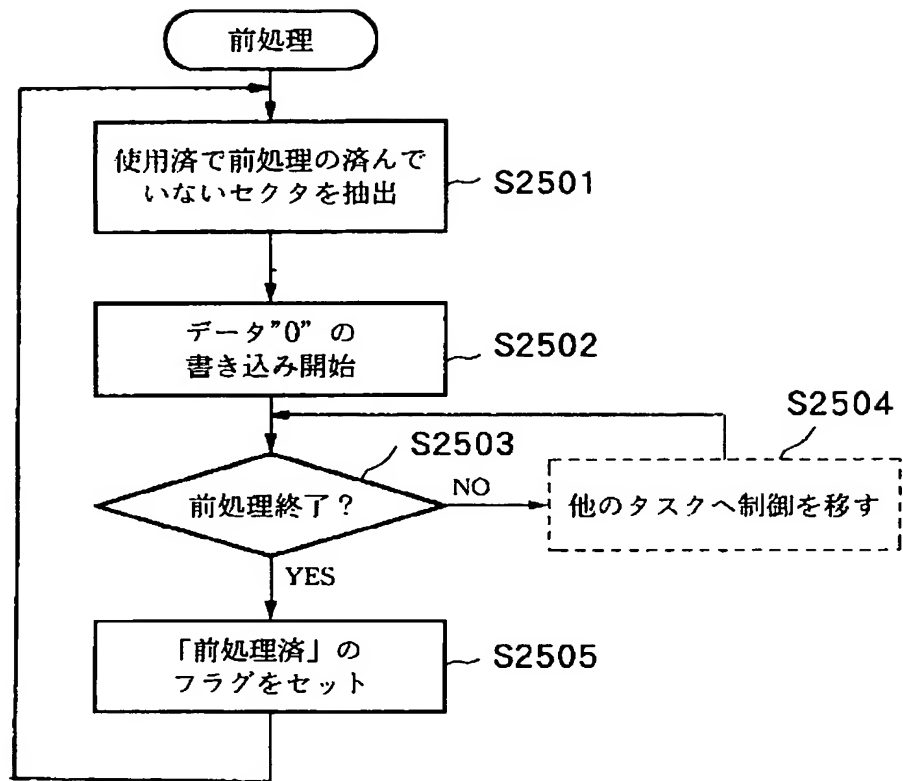 前処理
使用済で前処理の済んで
いないセクタを抽出
S2501
データ"0" の
書き込み開始
S2502
S2503
前処理終了?
NO
S2504
他のタスクへ制御を移す
YES
「前処理済」の
フラグをセット
S2505